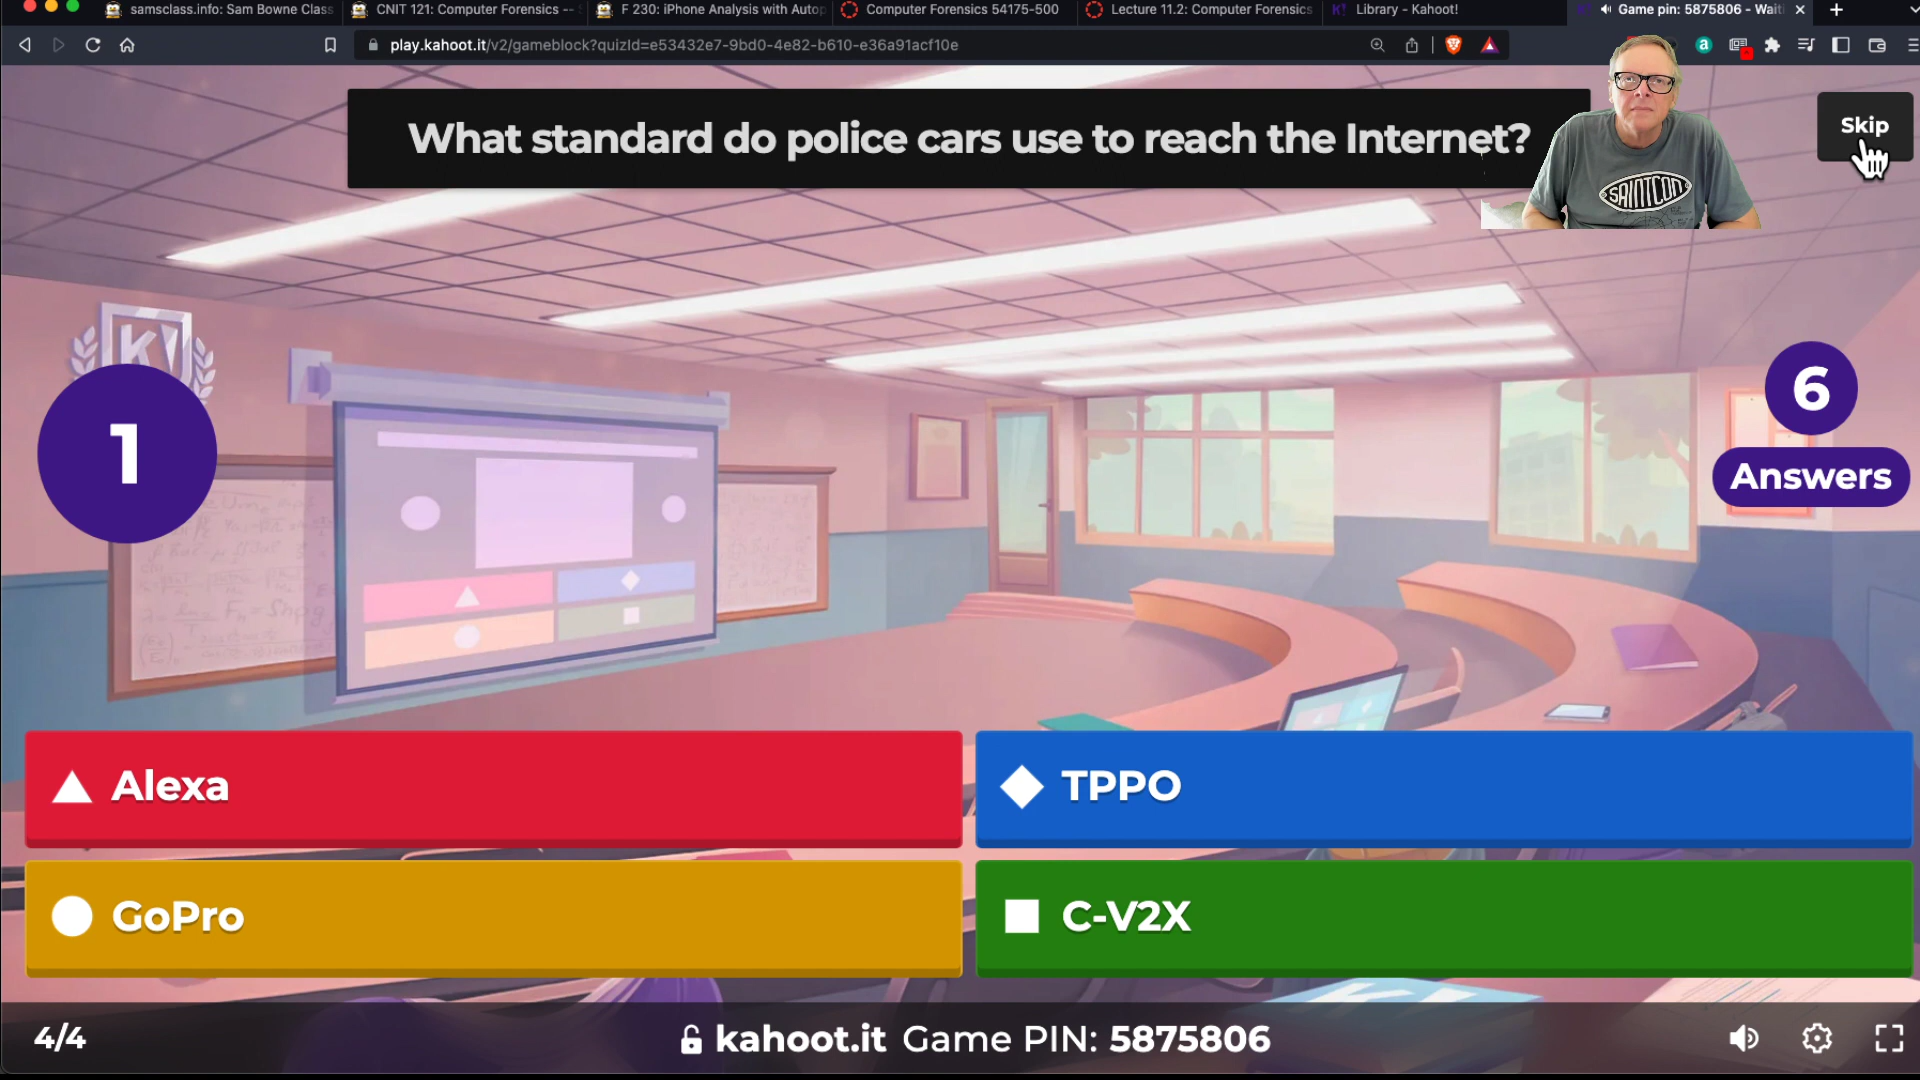 samsclass.info: Sam Bowne Class
CNIT 121: Computer Forensics --
F 230: iPhone Analysis with Autop
Computer Forensics 54175-500
Lecture 11.2: Computer Forensics
Library - Kahoot!
Game pin: 5875806 - Wait
play.kahoot.it/v2/gameblock?quizId=e53432e7-9bd0-4e82-b610-e36a91acf10e
What standard do police cars use to reach the Internet?
Skip
SAINTCON
1
6
Answers
Alexa
TPPO
GoPro
C-V2X
4/4
kahoot.it Game PIN: 5875806